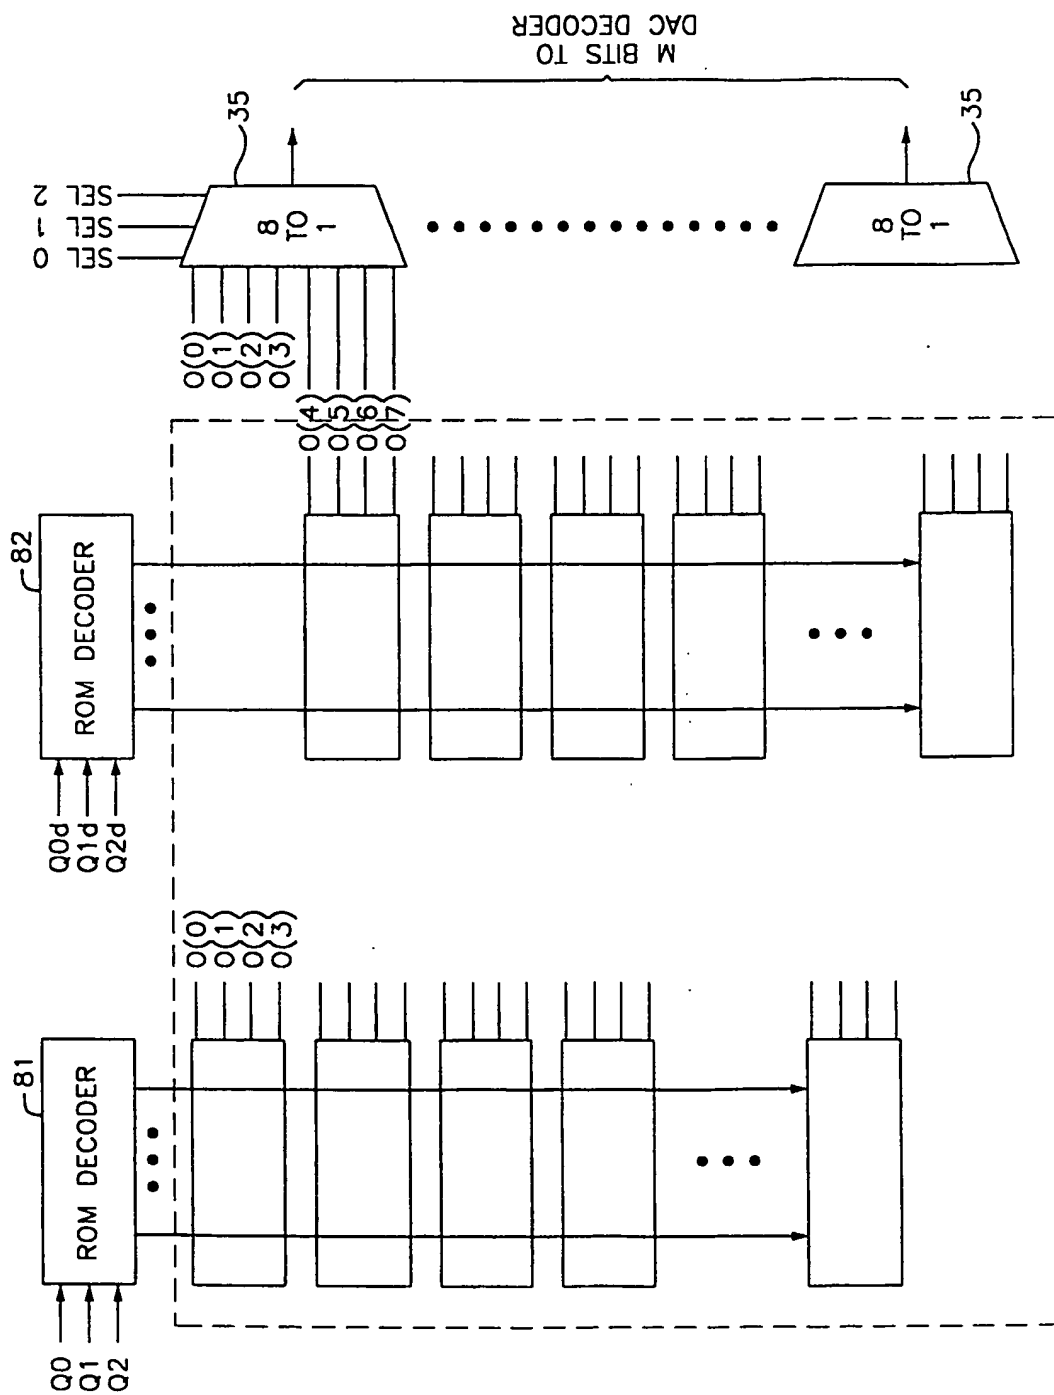 M BITS TO
DAC DECODER
35
SEL 0
SEL 1
SEL 2
8
TO
1
35
8
TO
1
O(0)
O(1)
O(2)
O(3)
O(4)
O(5)
O(6)
O(7)
82
ROM DECODER
Q0d
Q1d
Q2d
O(0)
O(1)
O(2)
O(3)
81
ROM DECODER
Q0
Q1
Q2